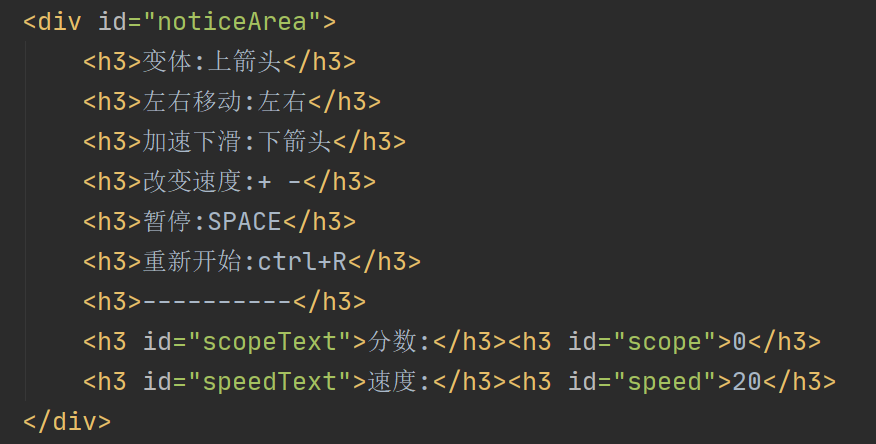 <div id="noticeArea">
<h3>变体:上箭头</h3>
<h3>左右移动:左右</h3>
<h3>加速下滑:下箭头</h3>
<h3>改变速度:+ -</h3>
<h3>暂停:SPACE</h3>
<h3>重新开始:ctrl+R</h3>
<h3>----------</h3>
<h3 id="scopeText">分数:</h3><h3 id="scope">0</h3>
<h3 id="speedText">速度:</h3><h3 id="speed">20</h3>
</div>